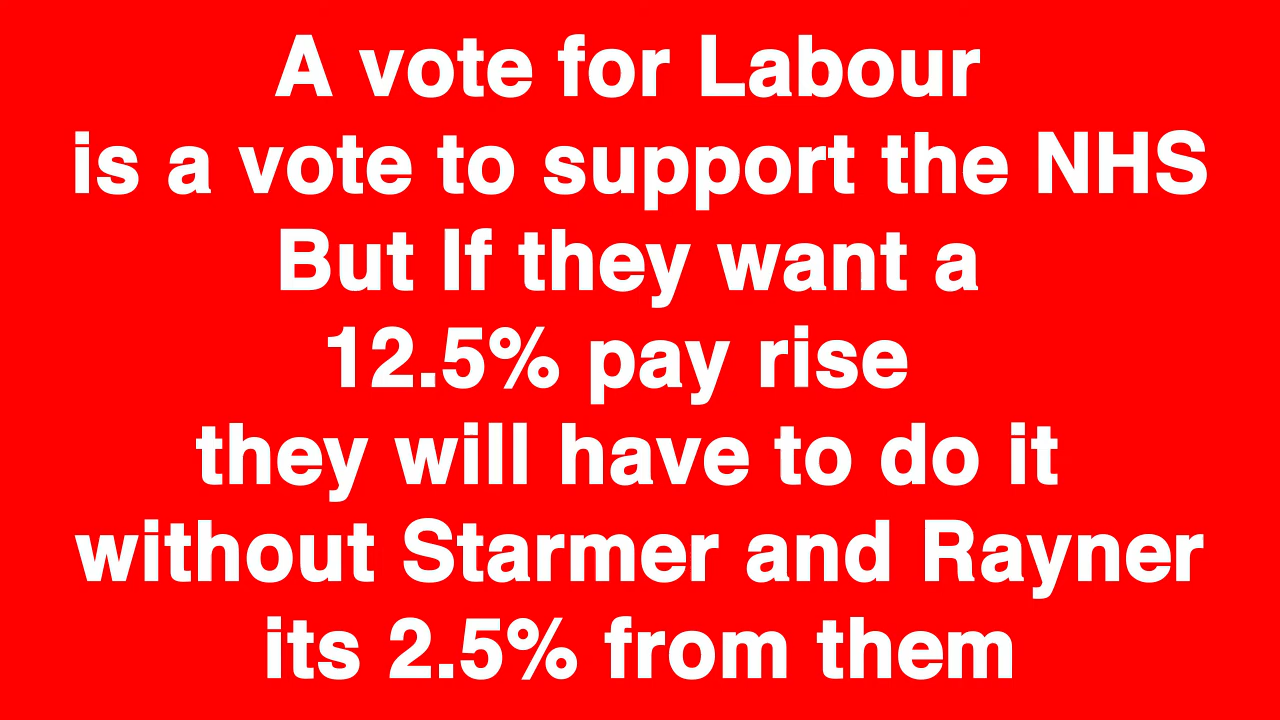 A vote for Labour
is a vote to support the NHS
But If they want a
12.5% pay rise
they will have to do it
without Starmer and Rayner
its 2.5% from them